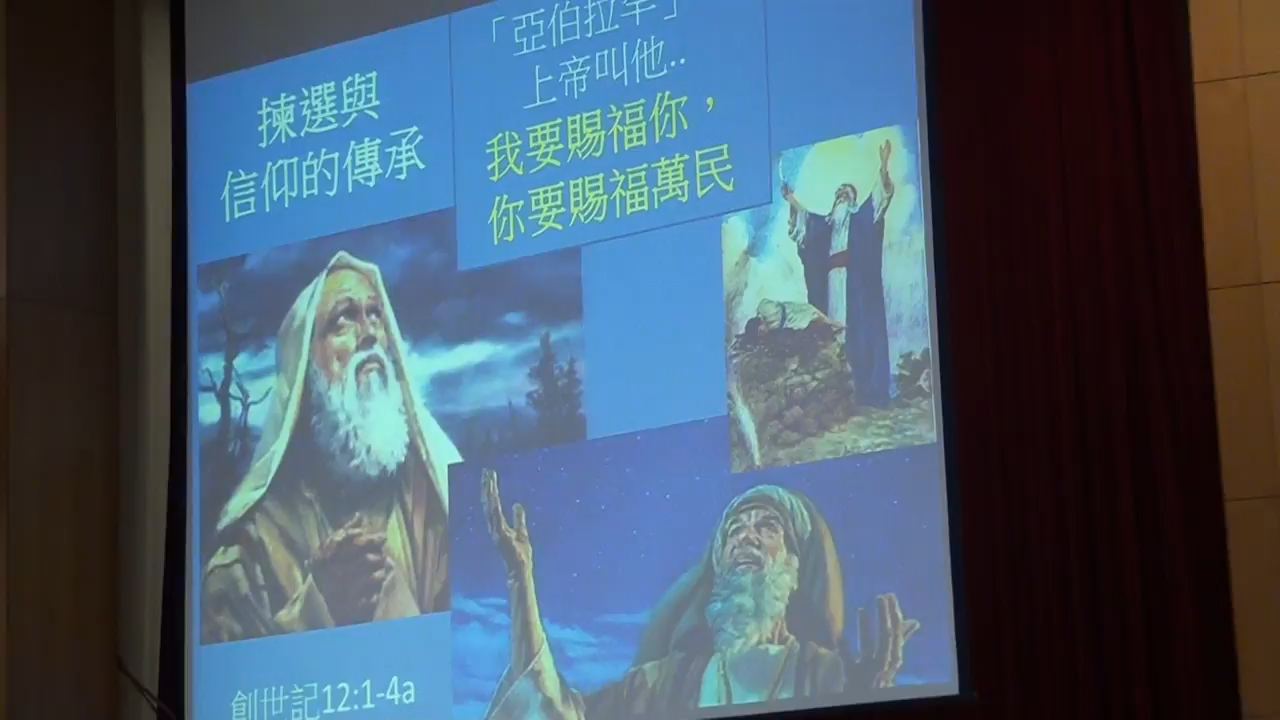 揀選與
信仰的傳承
「亞伯拉罕」
上帝叫他..
我要賜福你，
你要賜福萬民
創世記12:1-4a